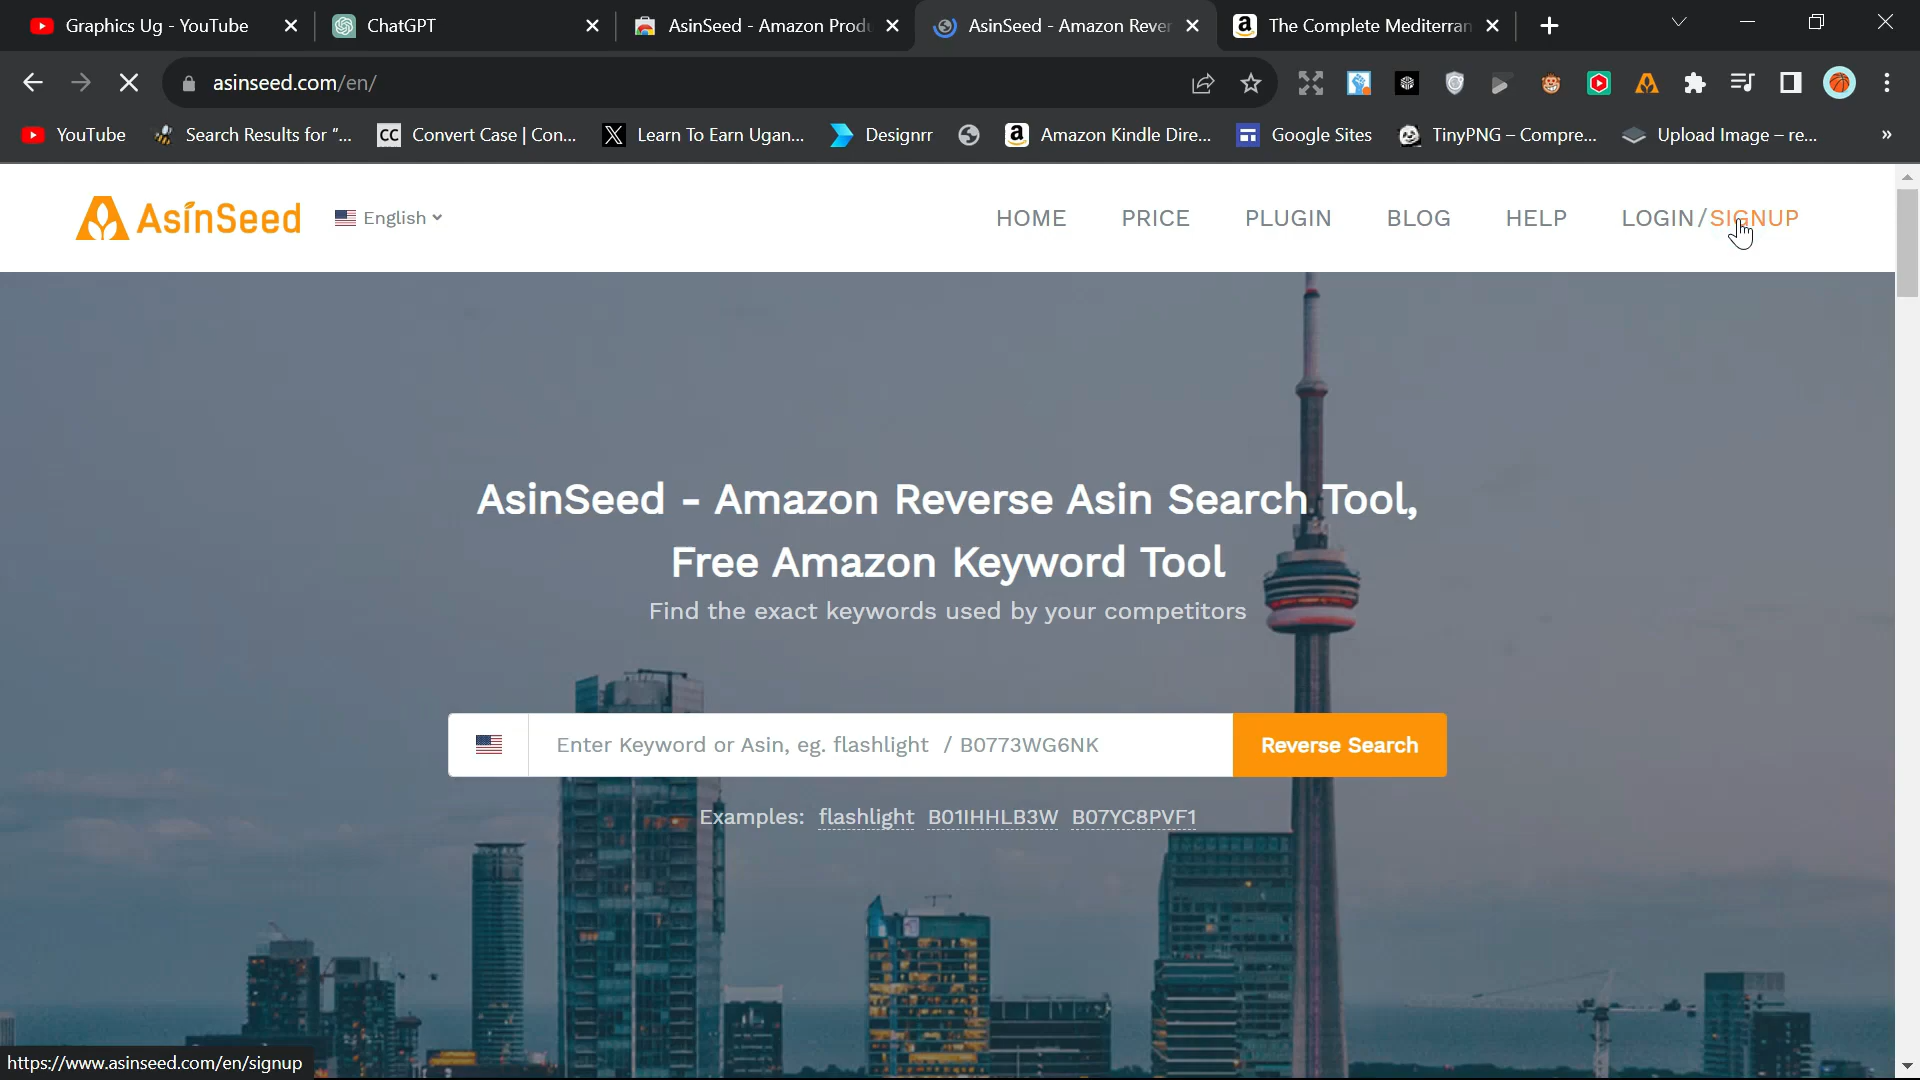 Graphics Ug - YouTube
ChatGPT
AsinSeed - Amazon Produ
AsinSeed - Amazon Rever
The Complete Mediterran
asinseed.com/en/
YouTube
Search Results for “...
CC
Convert Case | Con...
Learn To Earn Ugan...
Designrr
Amazon Kindle Dire...
Google Sites
TinyPNG – Compre...
Upload Image – re...
»
AsinSeed
English
HOME
PRICE
PLUGIN
BLOG
HELP
LOGIN/SIGNUP
AsinSeed - Amazon Reverse Asin Search Tool,
Free Amazon Keyword Tool
Find the exact keywords used by your competitors
Enter Keyword or Asin, eg. flashlight / B0773WG6NK
Reverse Search
Examples: flashlight B01IHHLB3W B07YC8PVF1
https://www.asinseed.com/en/signup